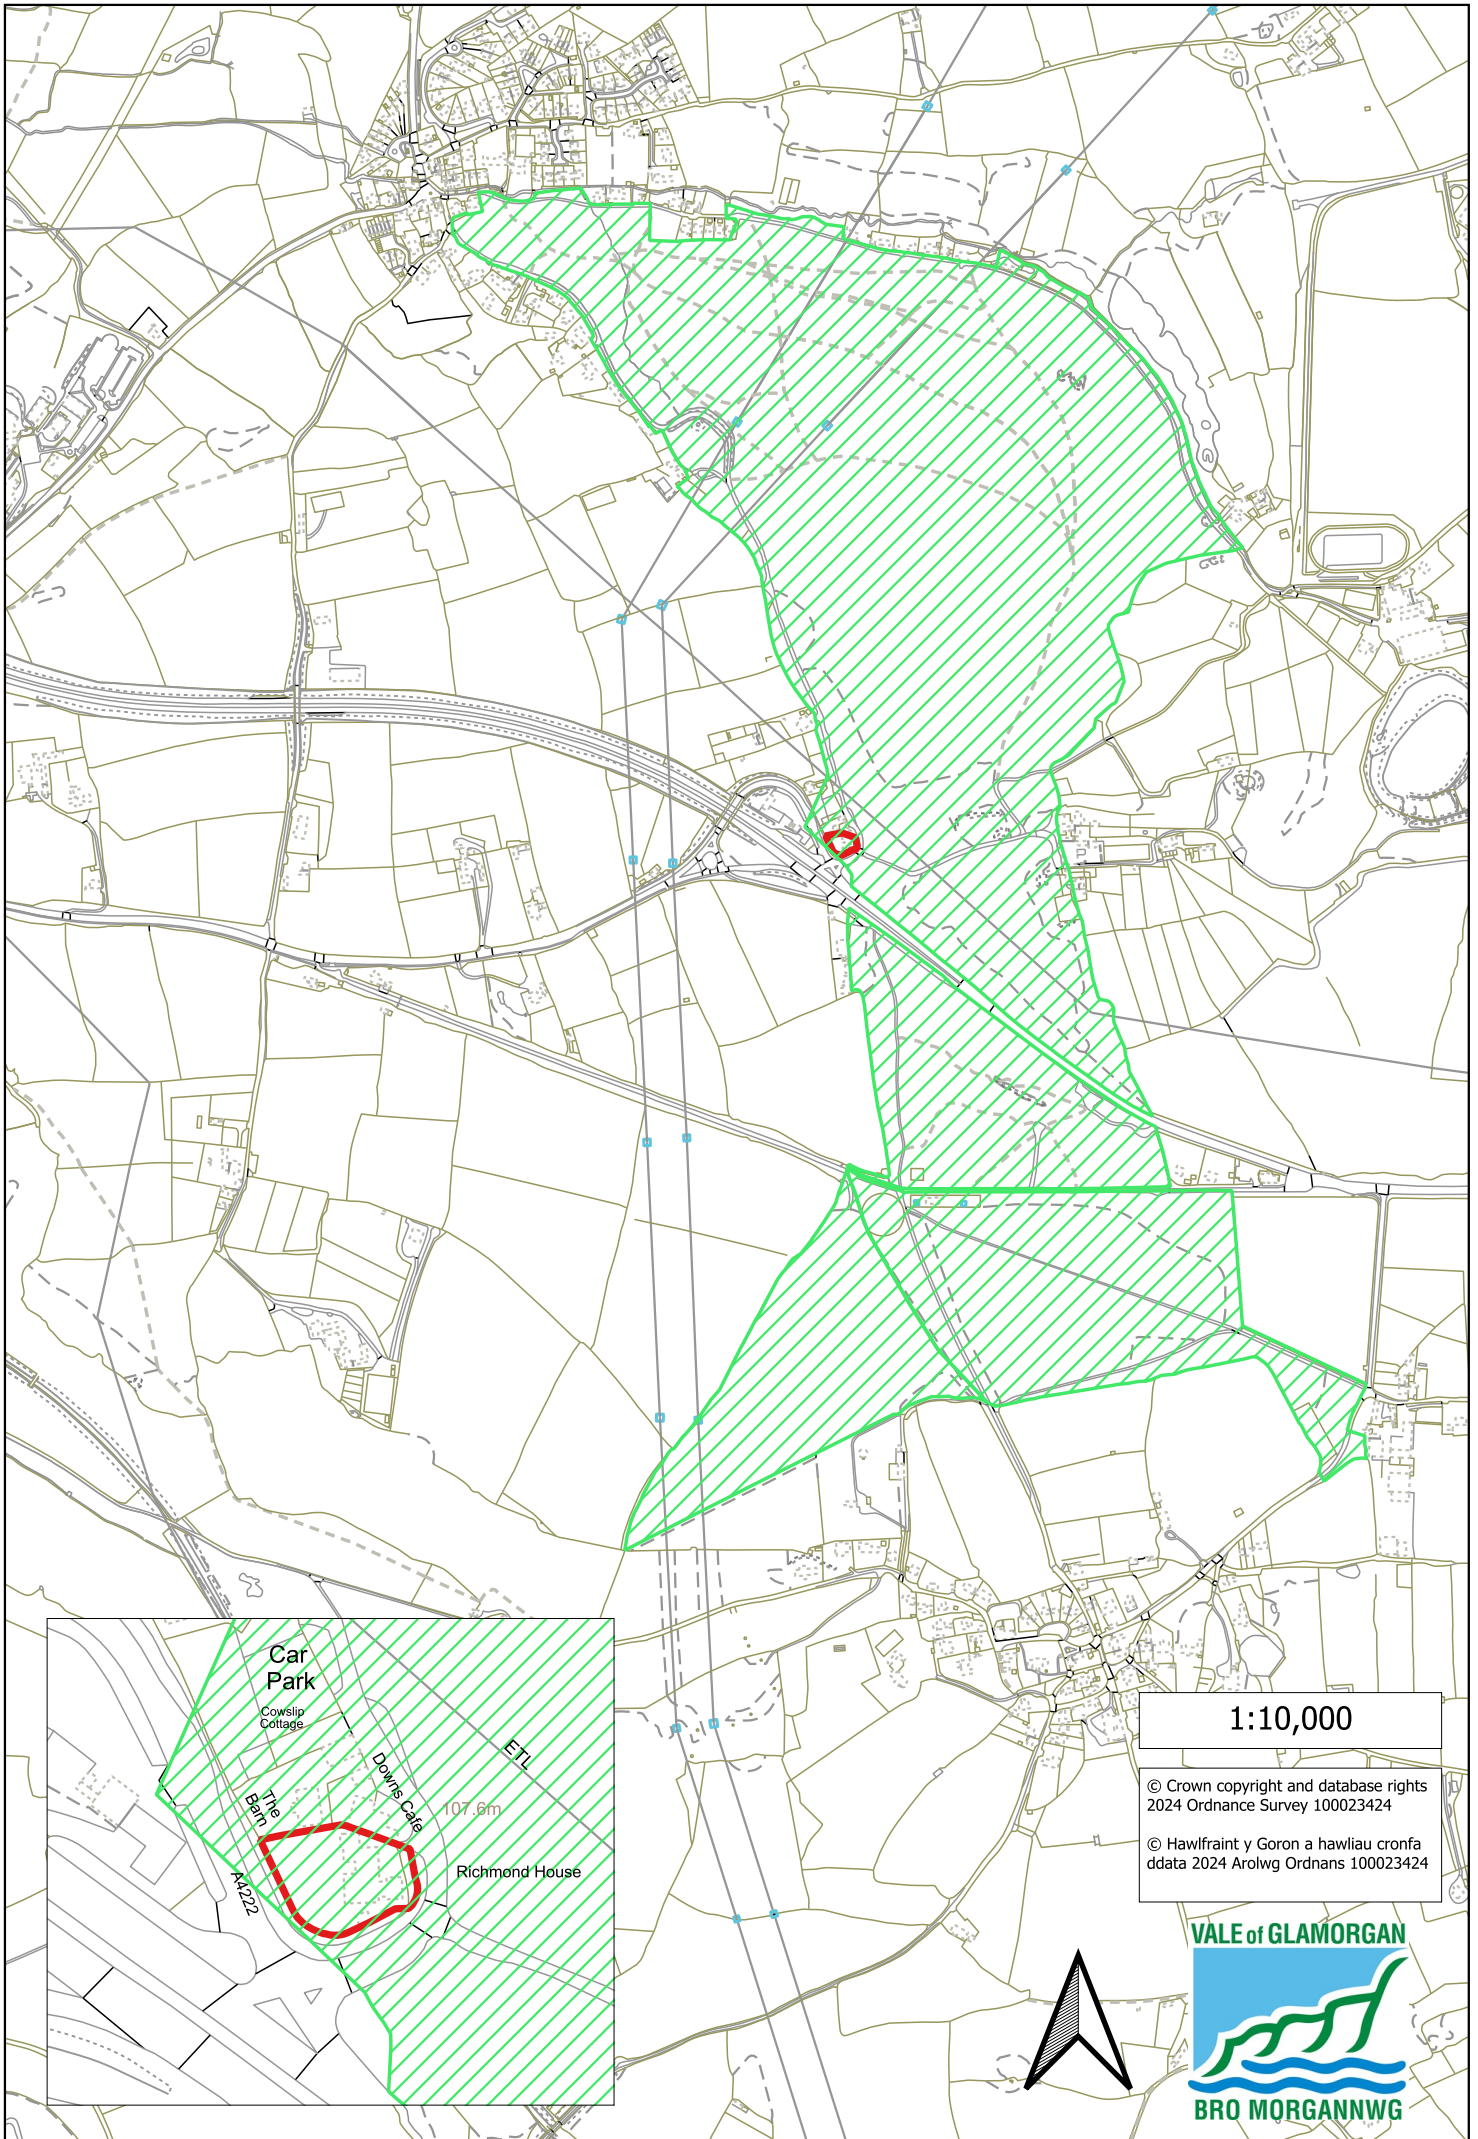 Car
Park
Cowslip
Cottage
ETL
The
Barn
Downs Cafe
107.6m
Richmond House
A4222
1:10,000
© Crown copyright and database rights
2024 Ordnance Survey 100023424
© Hawlfraint y Goron a hawliau cronfa
ddata 2024 Arolwg Ordnans 100023424
VALE of GLAMORGAN
BRO MORGANNWG